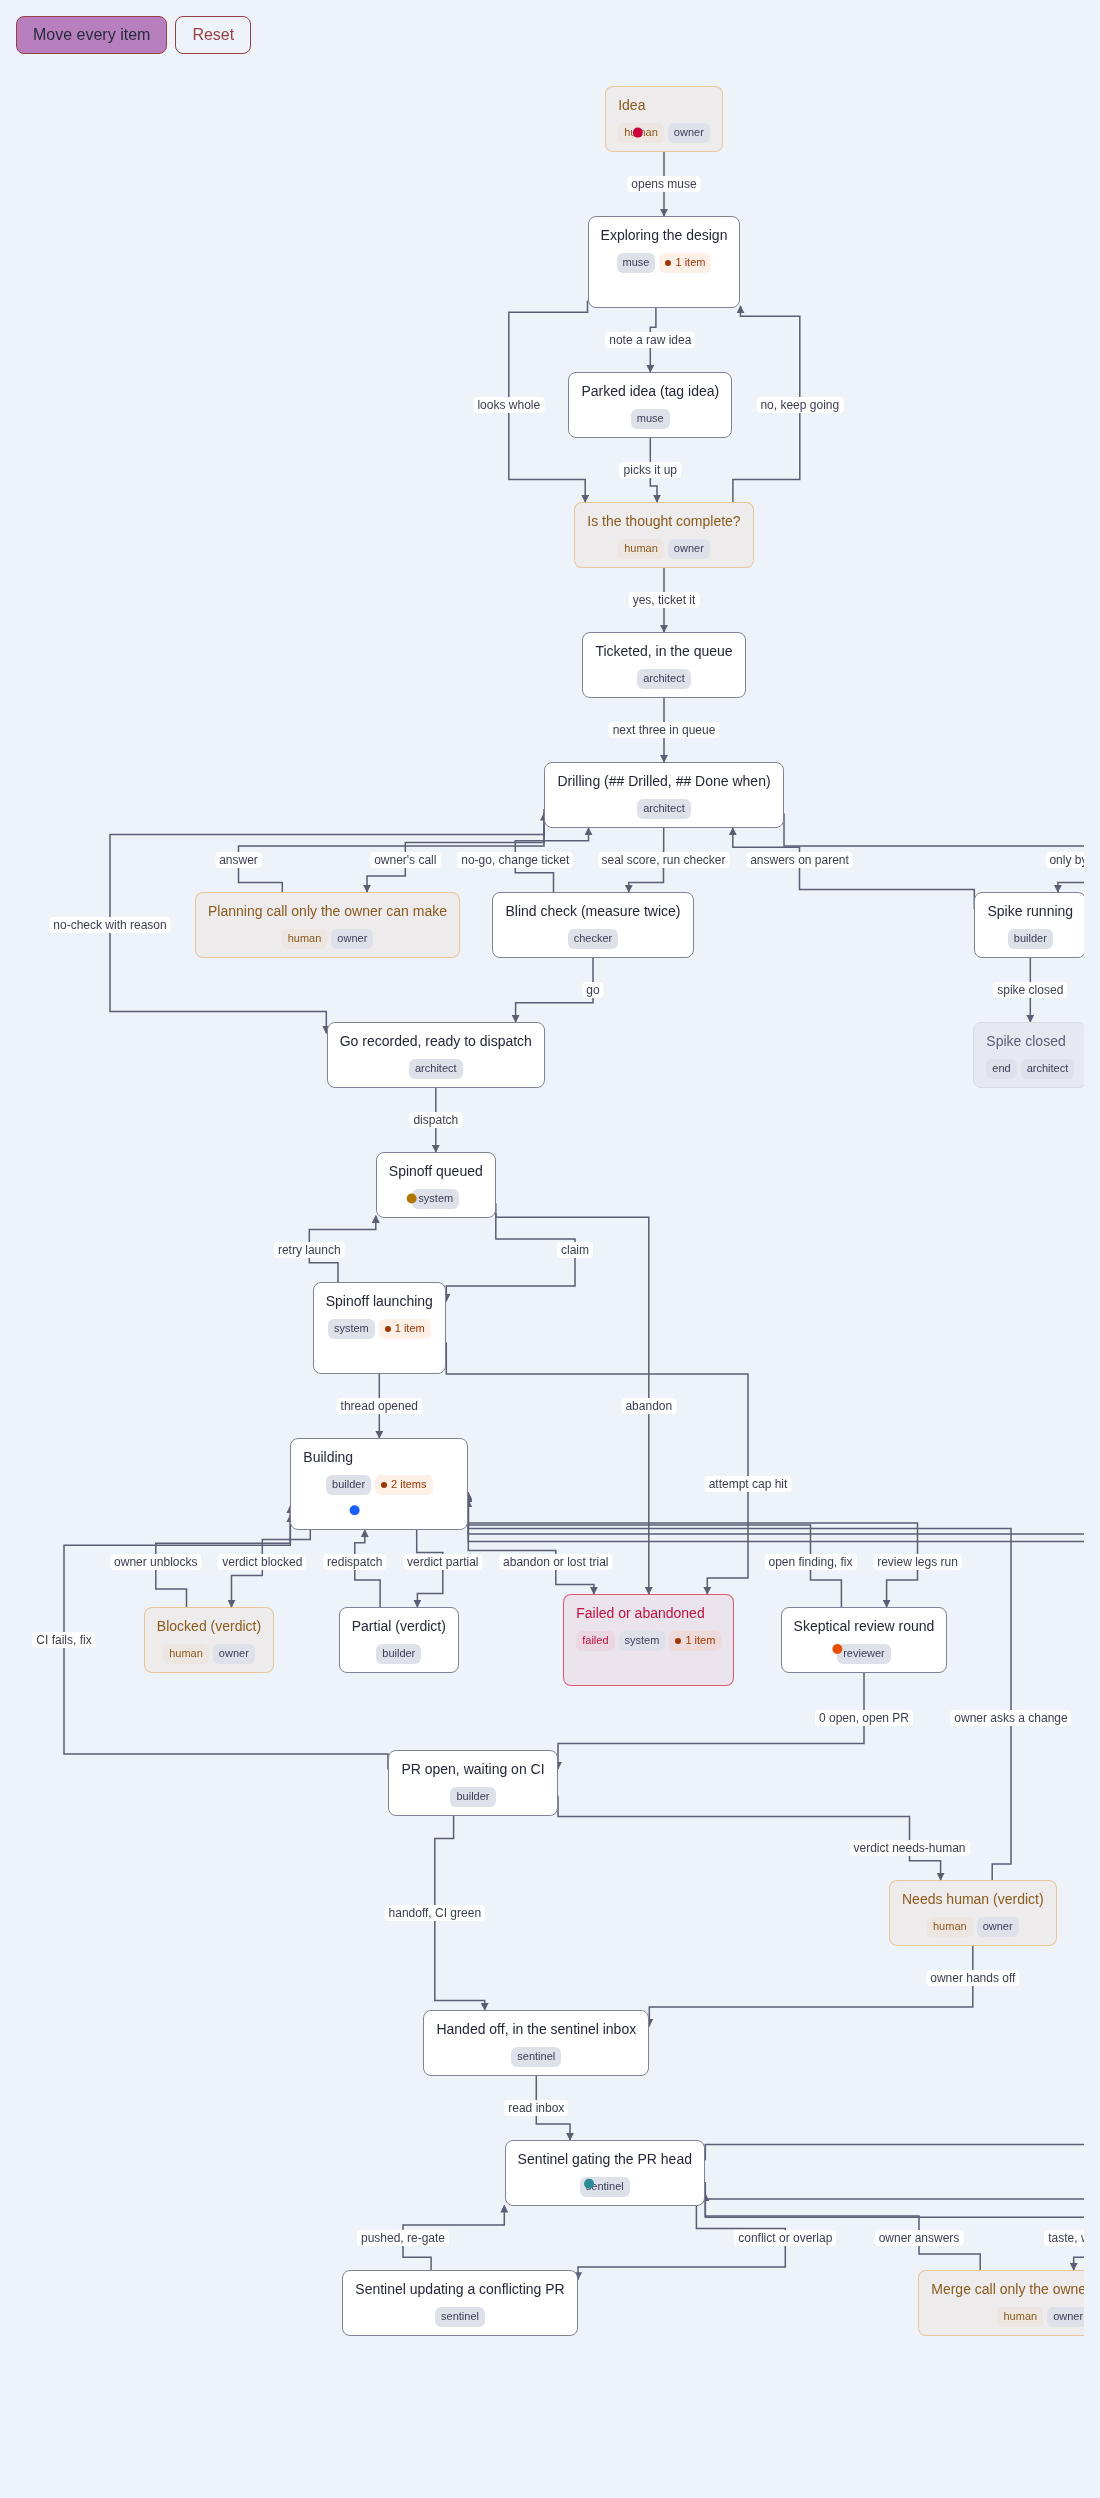 Move every item
Reset
Idea
owner
opens muse
Exploring the design
muse
1 item
note a raw idea
Parked idea (tag idea)
looks whole
no, keep going
muse
picks it up
Is the thought complete?
human
owner
yes, ticket it
Ticketed, in the queue
architect
next three in queue
Drilling (## Drilled, ## Done when)
architect
answer
owner's call
no-go, change ticket
seal score, run checker
answers on parent
only by
Planning call only the owner can make
human
owner
Blind check (measure twice)
checker
Spike running
builder
no-check with reason
go
spike closed
Go recorded, ready to dispatch
architect
Spike closed
end
architect
dispatch
Spinoff queued
system
retry launch
claim
Spinoff launching
system
1 item
thread opened
abandon
Building
builder
2 items
attempt cap hit
owner unblocks
verdict blocked
redispatch
verdict partial
abandon or lost trial
open finding, fix
review legs run
Blocked (verdict)
human
owner
Partial (verdict)
builder
Failed or abandoned
failed
system
1 item
Skeptical review round
reviewer
CI fails, fix
0 open, open PR
owner asks a change
PR open, waiting on CI
builder
verdict needs-human
Needs human (verdict)
human
owner
handoff, CI green
owner hands off
Handed off, in the sentinel inbox
sentinel
read inbox
Sentinel gating the PR head
sentinel
pushed, re-gate
conflict or overlap
owner answers
taste,
Sentinel updating a conflicting PR
sentinel
Merge call only the owne
human
owner